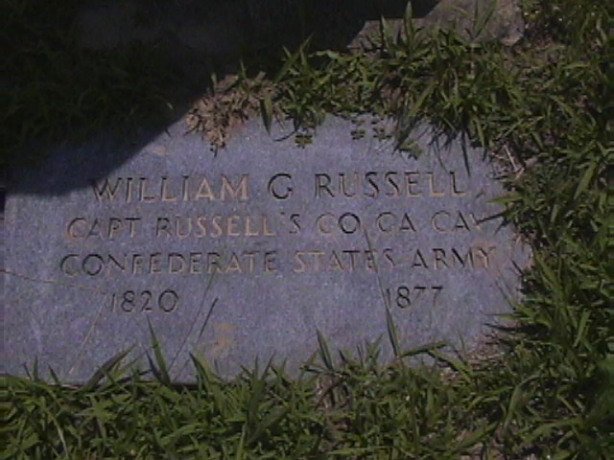 WILLIAM G RUSSELL
CAPT RUSSELL'S CO GA CAV
CONFEDERATE STATES ARMY
1820 1877